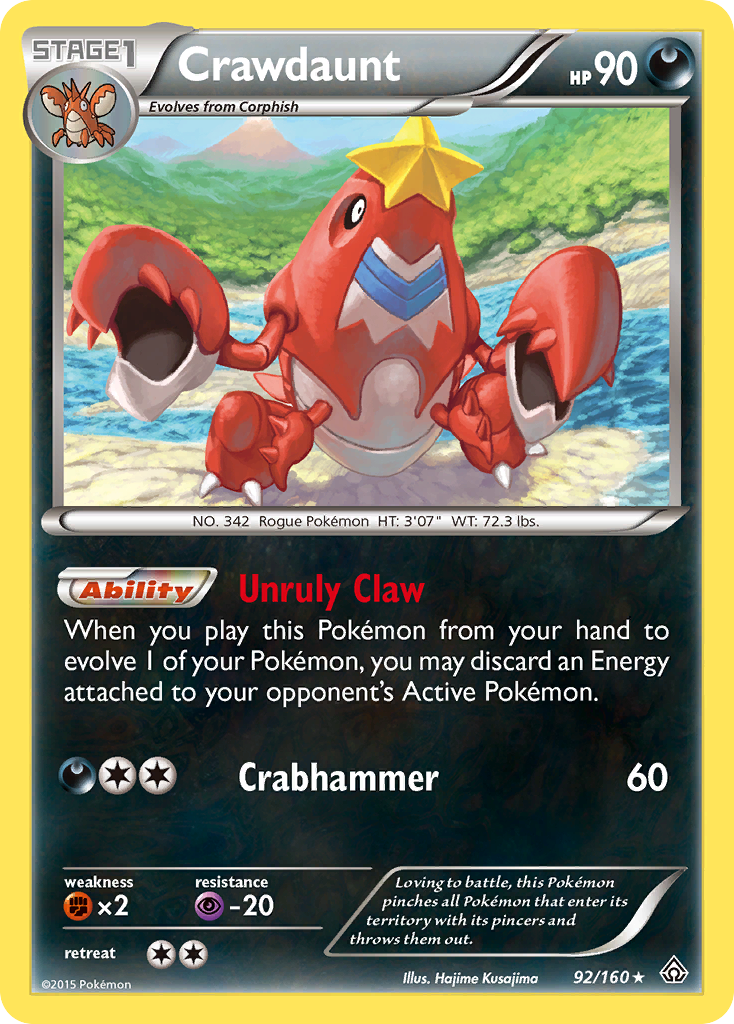 STAGE1
Crawdaunt
HP90
Evolves from Corphish
NO. 342 Rogue Pokémon HT: 3'07" WT: 72.3 lbs.
Ability Unruly Claw
When you play this Pokémon from your hand to
evolve 1 of your Pokémon, you may discard an Energy
attached to your opponent's Active Pokémon.
Crabhammer 60
weakness resistance
×2 -20
retreat
Loving to battle, this Pokémon
pinches all Pokémon that enter its
territory with its pincers and
throws them out.
©2015 Pokémon Illus. Hajime Kusajima 92/160 ★